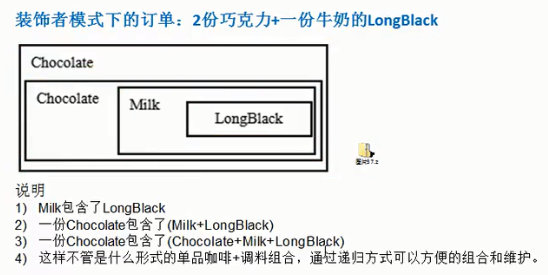 装饰者模式下的订单：2份巧克力+一份牛奶的LongBlack
Chocolate
Chocolate
Milk
LongBlack
说明
1) Milk包含了LongBlack
2) 一份Chocolate包含了(Milk+LongBlack)
3) 一份Chocolate包含了(Chocolate+Milk+LongBlack)
4) 这样不管是什么形式的单品咖啡+调料组合，通过递归方式可以方便的组合和维护。